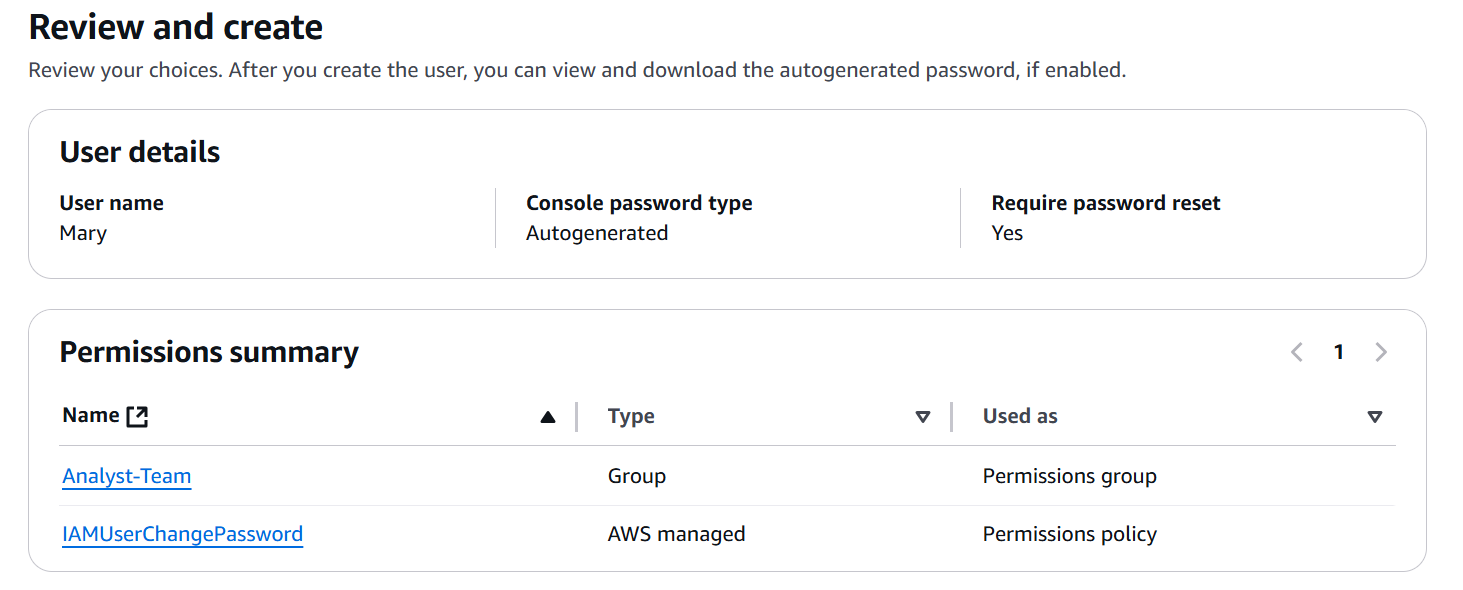 Review and create
Review your choices. After you create the user, you can view and download the autogenerated password, if enabled.
User details
User name
Console password type
Require password reset
Mary
Autogenerated
Yes
Permissions summary
1
Name
Type
Used as
Analyst-Team
Group
Permissions group
IAMUserChangePassword
AWS managed
Permissions policy